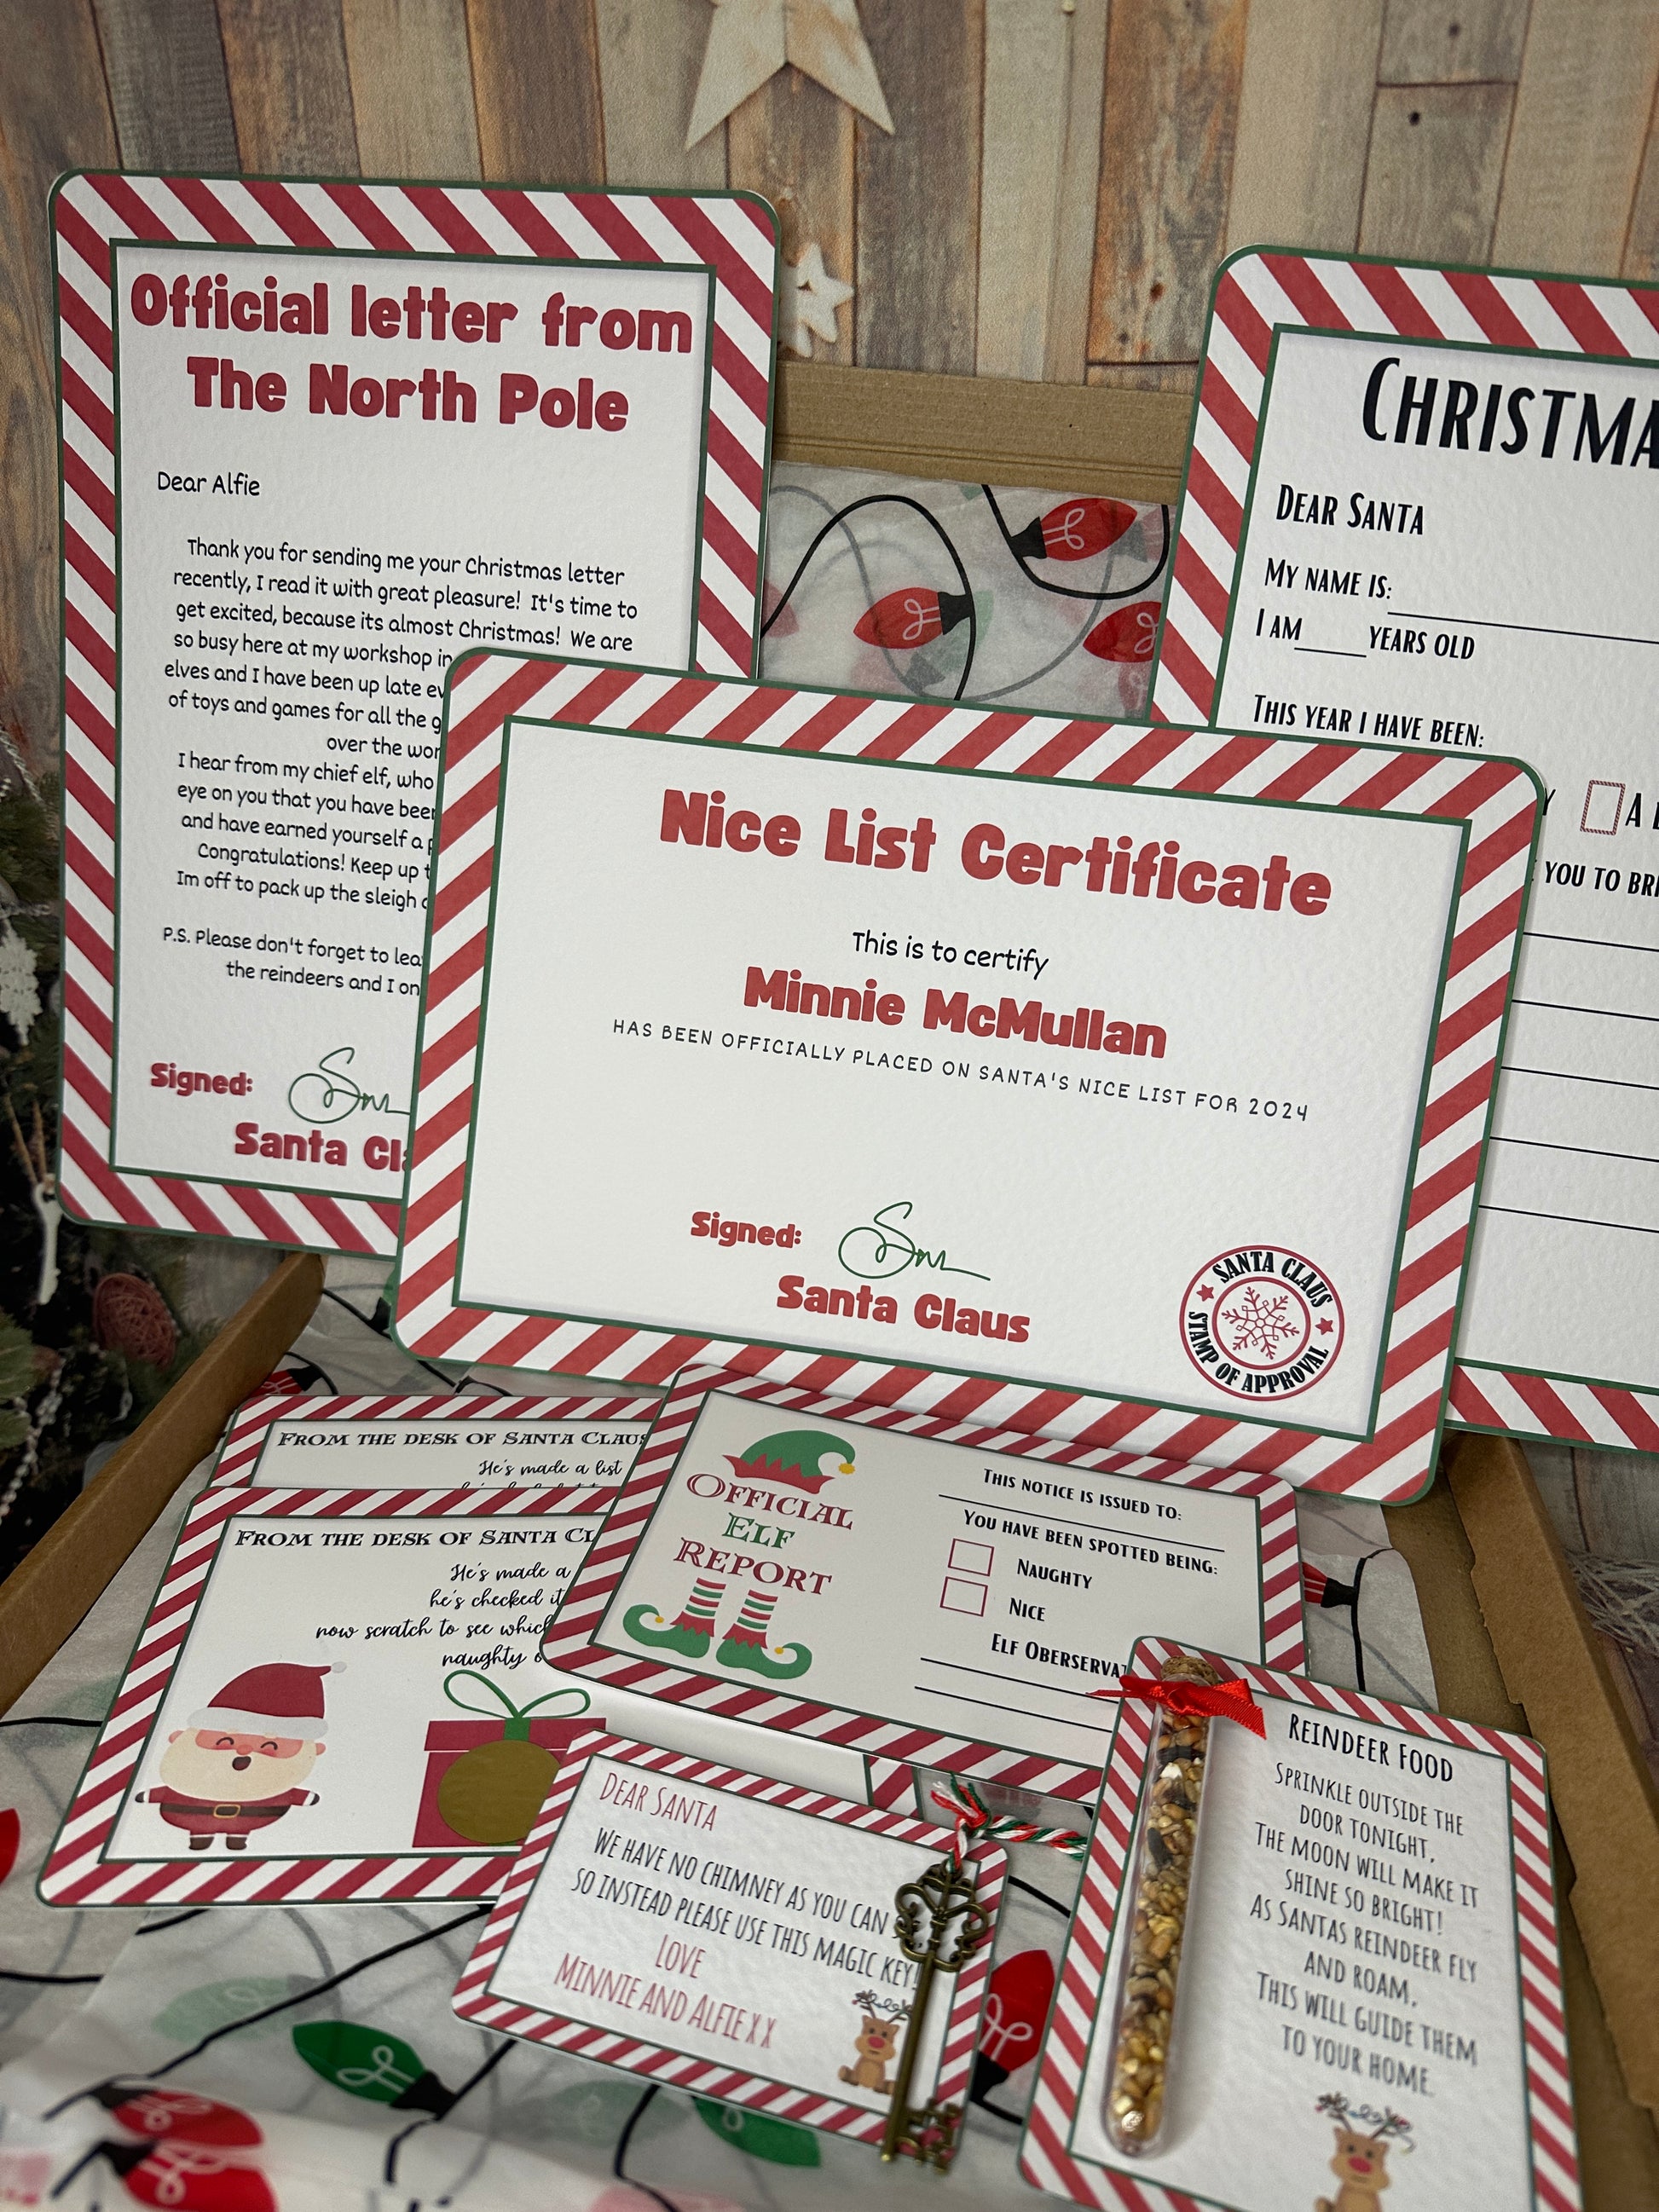 Official letter from
The North Pole
Dear Alfie
Thank you for sending me your Christmas letter
recently, I read it with great pleasure! It's time to
get excited, because its almost Christmas! We are
so busy here at my workshop in
elves and I have been up late
of toys and games for all the
over the
I hear from my chief elf, who
eye on you that you have been
and have earned yourself a
Congratulations! Keep up
Im off to pack up the sleigh
P.S. Please don't forget to
the reindeers and I
Signed:
Santa
CHRISTMA
DEAR SANTA
MY NAME IS:
I AM YEARS OLD
THIS YEAR I HAVE BEEN:
A
YOU TO
Nice List Certificate
This is to certify
Minnie McMullan
HAS BEEN OFFICIALLY PLACED ON SANTA'S NICE LIST FOR 2024
Signed:
Santa Claus
SANTA CLAUS
STAMP OF APPROVAL
FROM THE DESK OF SANTA CLAUS
He's made a list
FROM THE DESK OF SANTA
He's made a
he's checked it
now scratch to see which
naughty
OFFICIAL
ELF
REPORT
THIS NOTICE IS ISSUED TO:
YOU HAVE BEEN SPOTTED BEING:
NAUGHTY
NICE
ELF
DEAR SANTA
WE HAVE NO CHIMNEY AS YOU CAN
SO INSTEAD PLEASE USE THIS MAGIC KEY!
LOVE
MINNIE AND ALFIE X X
REINDEER FOOD
SPRINKLE OUTSIDE THE
DOOR TONIGHT,
THE MOON WILL MAKE IT
SHINE SO BRIGHT!
AS SANTAS REINDEER FLY
AND ROAM,
THIS WILL GUIDE THEM
TO YOUR HOME.